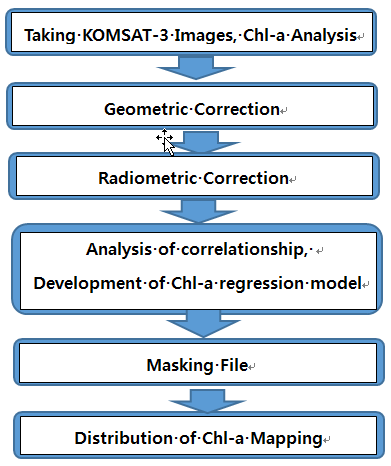 Taking KOMSAT-3 Images, Chl-a Analysis
Geometric Correction
Radiometric Correction
Analysis of correlationship,
Development of Chl-a regression model
Masking File
Distribution of Chl-a Mapping